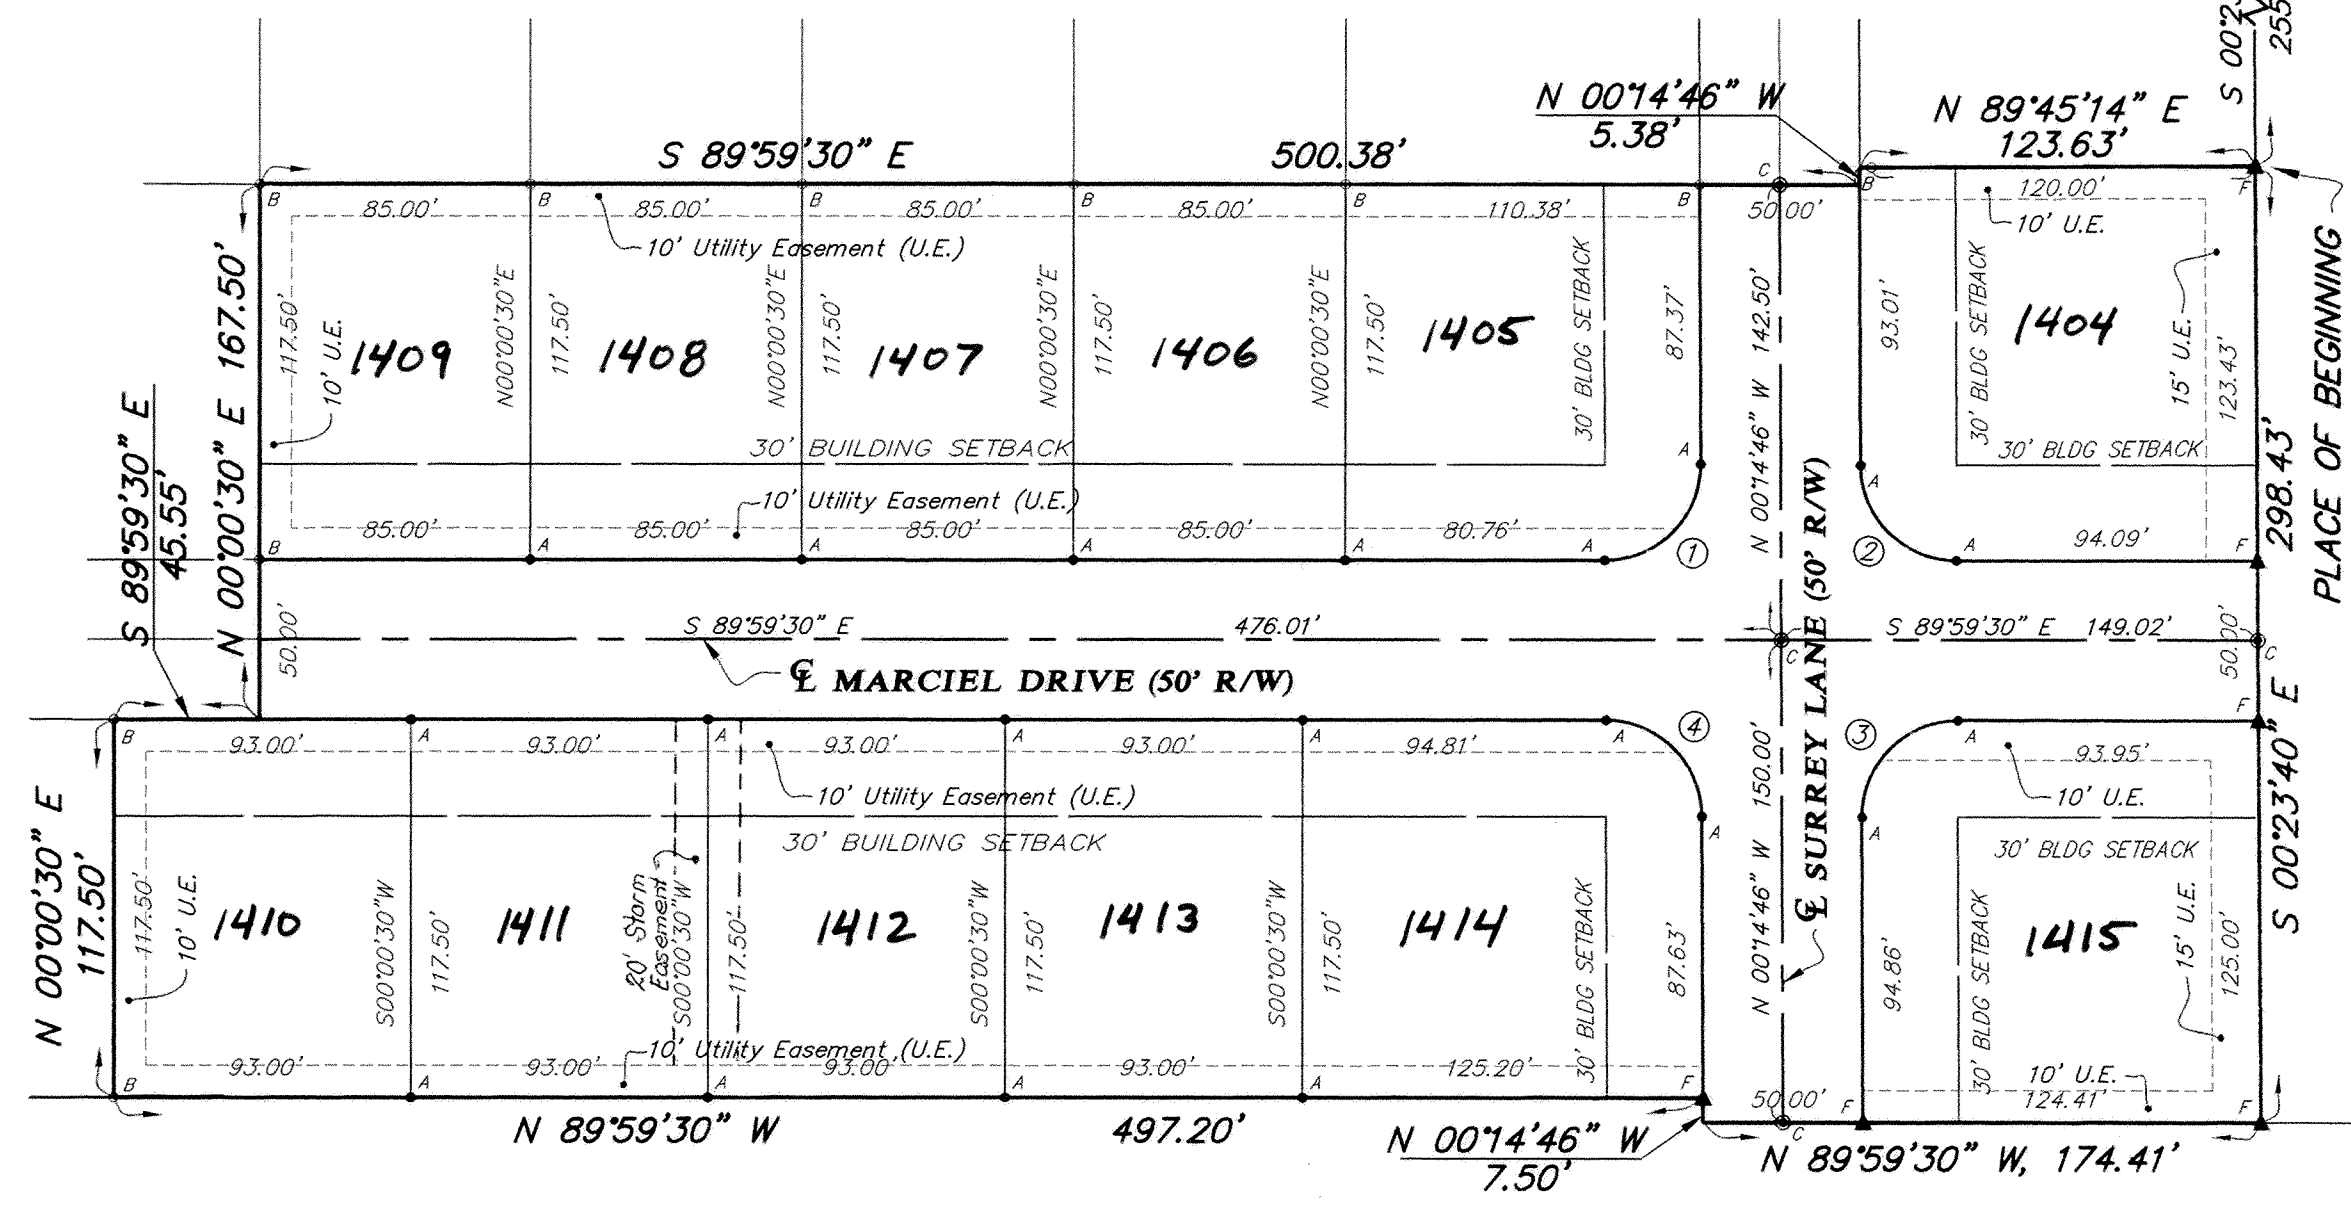 S 00°2
255
N 00°14'46" W
5.38'
N 89°45'14" E
123.63'
S 89°59'30" E
500.38'
C
B
F
B
85.00'
B
85.00'
B
85.00'
B
85.00'
B
110.38'
B
50.00'
120.00'
10' U.E.
10' Utility Easement (U.E.)
N 00°00'30" E 167.50'
117.50'
10' U.E.
1409
N00°00'30"E
117.50'
1408
N00°00'30"E
117.50'
1407
N00°00'30"E
117.50'
1406
N00°00'30"E
117.50'
1405
30' BLDG SETBACK
87.37'
N 00°14'46" W 142.50'
93.01'
30' BLDG SETBACK
1404
15' U.E.
123.43'
298.43'
PLACE OF BEGINNING
30' BUILDING SETBACK
30' BLDG SETBACK
A
A
10' Utility Easement (U.E.)
85.00'
85.00'
85.00'
85.00'
80.76'
94.09'
B
A
A
A
A
A
1
2
A
F
S 89°59'30" E
45.55'
50.00'
S 89°59'30" E
476.01'
C
S 89°59'30" E 149.02'
50.00'
C
℄ MARCIEL DRIVE (50' R/W)
℄ SURREY LANE (50' R/W)
F
B
93.00'
A
93.00'
A
93.00'
A
93.00'
A
94.81'
A
4
3
A
93.95'
10' Utility Easement (U.E.)
10' U.E.
A
A
30' BUILDING SETBACK
30' BLDG SETBACK
N 00°00'30" E
117.50'
117.50'
10' U.E.
1410
S00°00'30"W
117.50'
1411
20' Storm
Easement
S00°00'30"W
117.50'
1412
S00°00'30"W
117.50'
1413
S00°00'30"W
117.50'
1414
30' BLDG SETBACK
87.63'
N 00°14'46" W 150.00'
94.86'
30' BLDG SETBACK
1415
15' U.E.
125.00'
S 00°23'40" E
10' Utility Easement (U.E.)
93.00'
93.00'
93.00'
93.00'
125.20'
10' U.E.
B
A
A
A
A
F
50.00'
F
124.41'
F
C
N 89°59'30" W
497.20'
N 00°14'46" W
7.50'
N 89°59'30" W, 174.41'